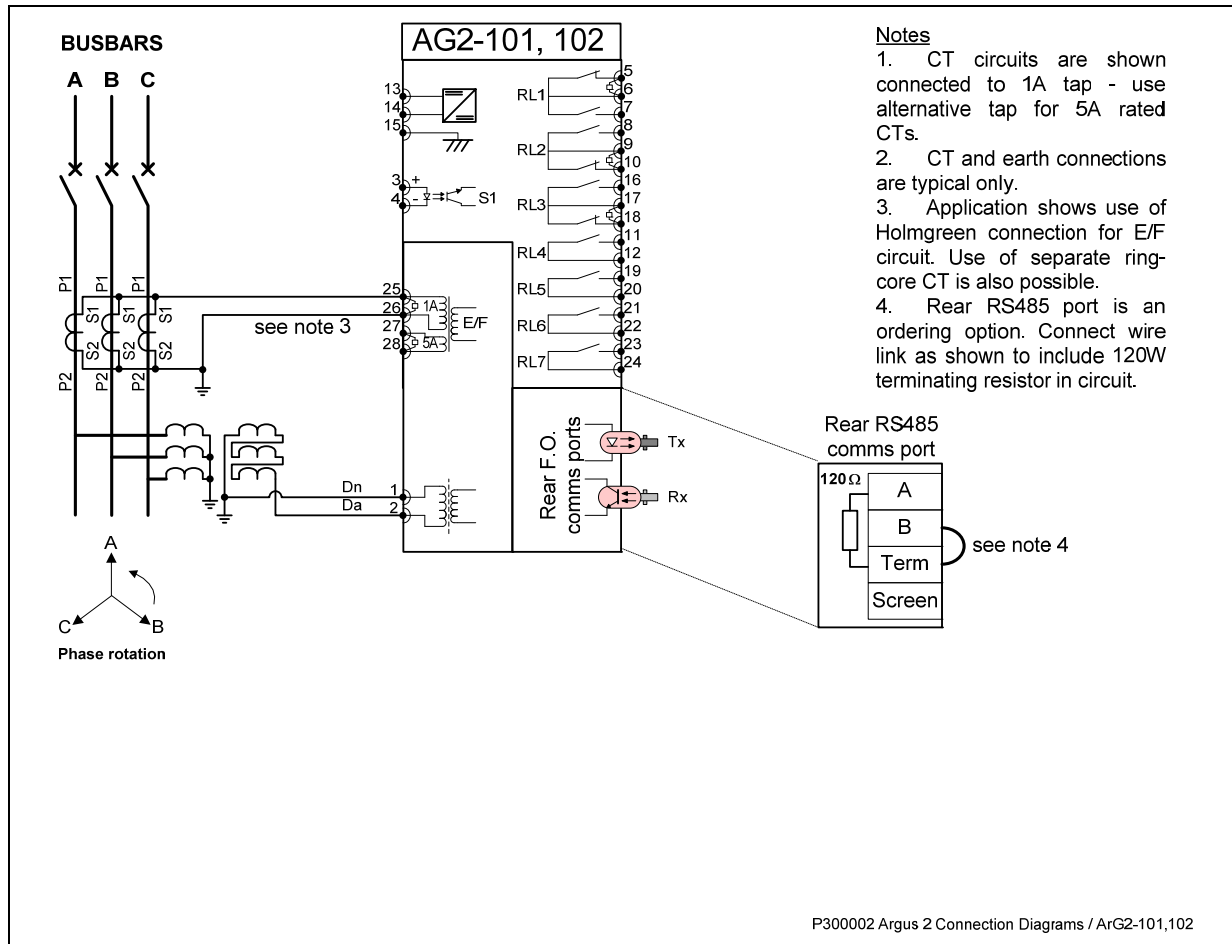 BUSBARS
A B C
AG2-101, 102
13
14
15
3 +
4 -
S1
RL1
5
6
7
RL2
8
9
10
RL3
16
17
18
RL4
11
12
RL5
19
20
RL6
21
22
RL7
23
24
P1 P1 P1
S1 S1 S1
S2 S2 S2
P2 P2 P2
see note 3
25
26
27
28
1A
5A
E/F
Dn
Da
1
2
Rear F.O.
comms ports
Tx
Rx
A
C
B
Phase rotation
Notes
1. CT circuits are shown
connected to 1A tap - use
alternative tap for 5A rated
CTs.
2. CT and earth connections
are typical only.
3. Application shows use of
Holmgreen connection for E/F
circuit. Use of separate ring-
core CT is also possible.
4. Rear RS485 port is an
ordering option. Connect wire
link as shown to include 120W
terminating resistor in circuit.
Rear RS485
comms port
120Ω
A
B
Term
Screen
see note 4
P300002 Argus 2 Connection Diagrams / ArG2-101,102